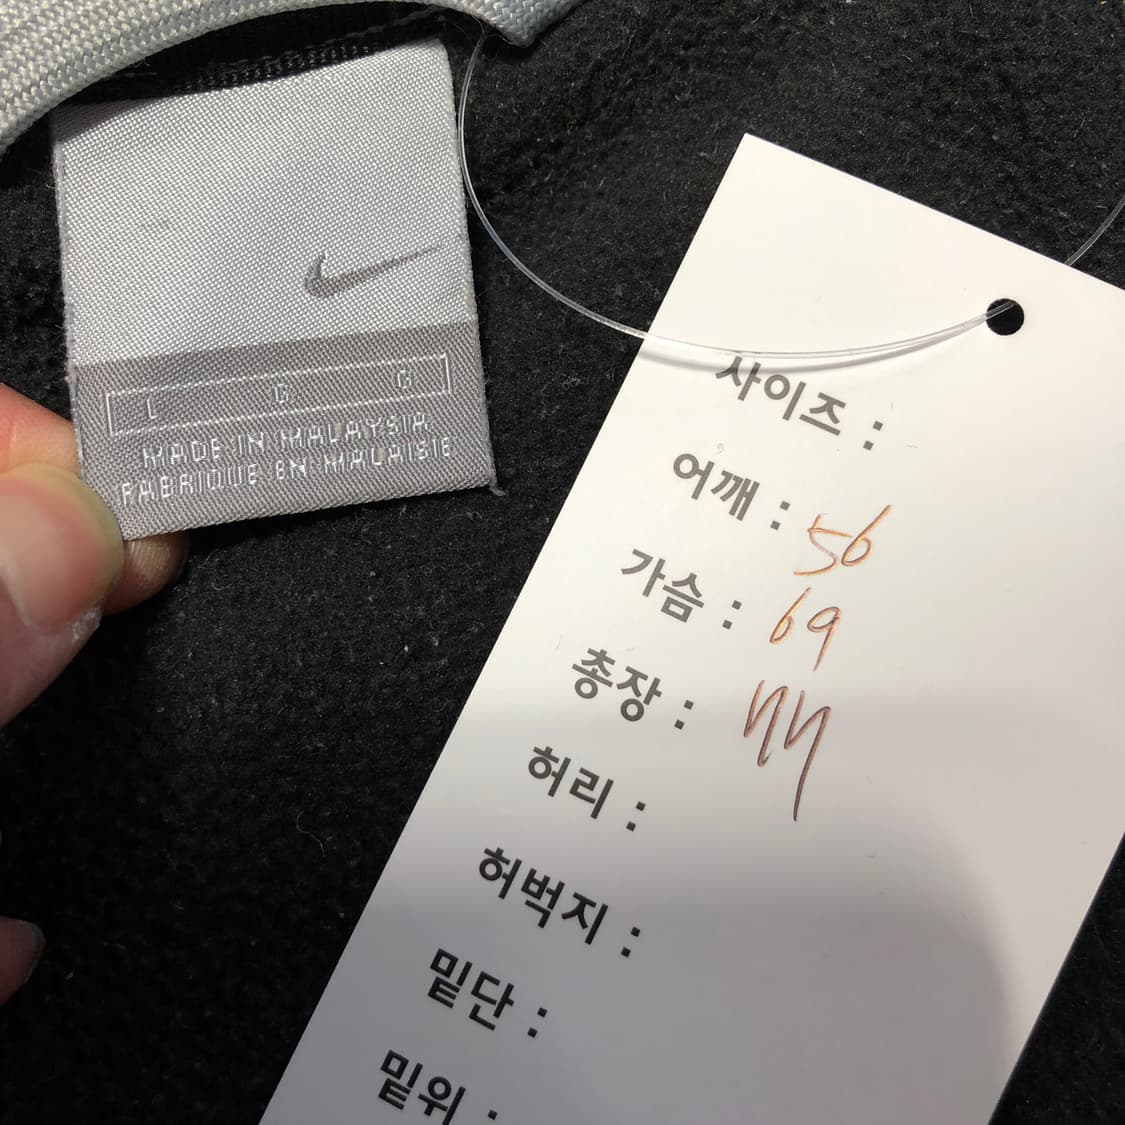 L G G
MADE IN MALAYSIA
FABRIQUE EN MALAISIE
사이즈 :
어깨 : 56
가슴 : 69
총장 : 77
허리 :
허벅지 :
밑단 :
밑위 :